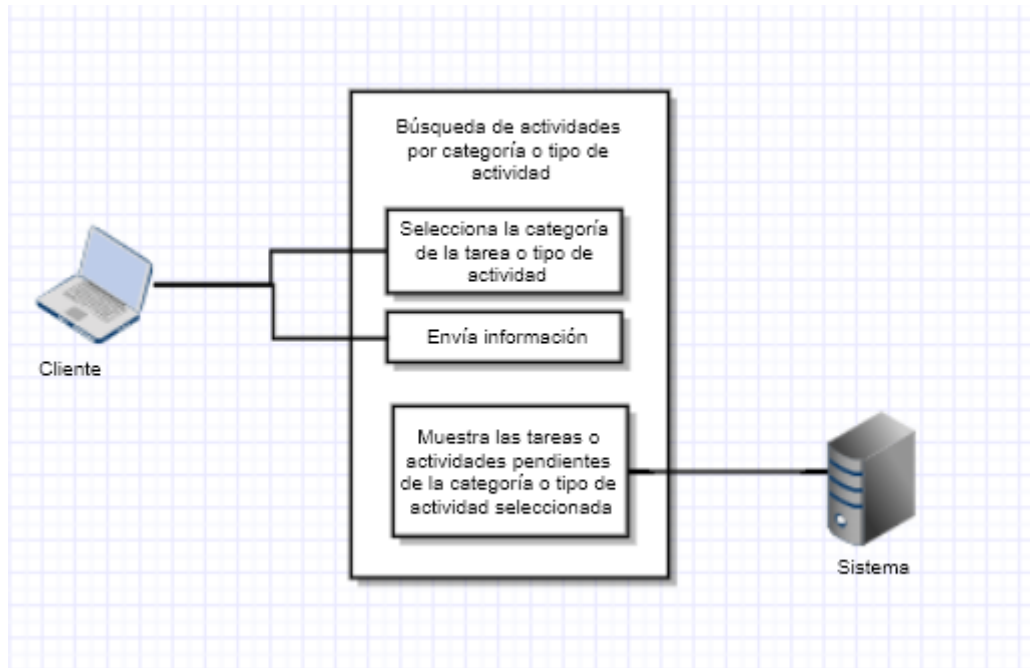 Búsqueda de actividades
por categoría o tipo de
actividad
Selecciona la categoría
de la tarea o tipo de
actividad
Envía información
Cliente
Muestra las tareas o
actividades pendientes
de la categoría o tipo de
actividad seleccionada
Sistema